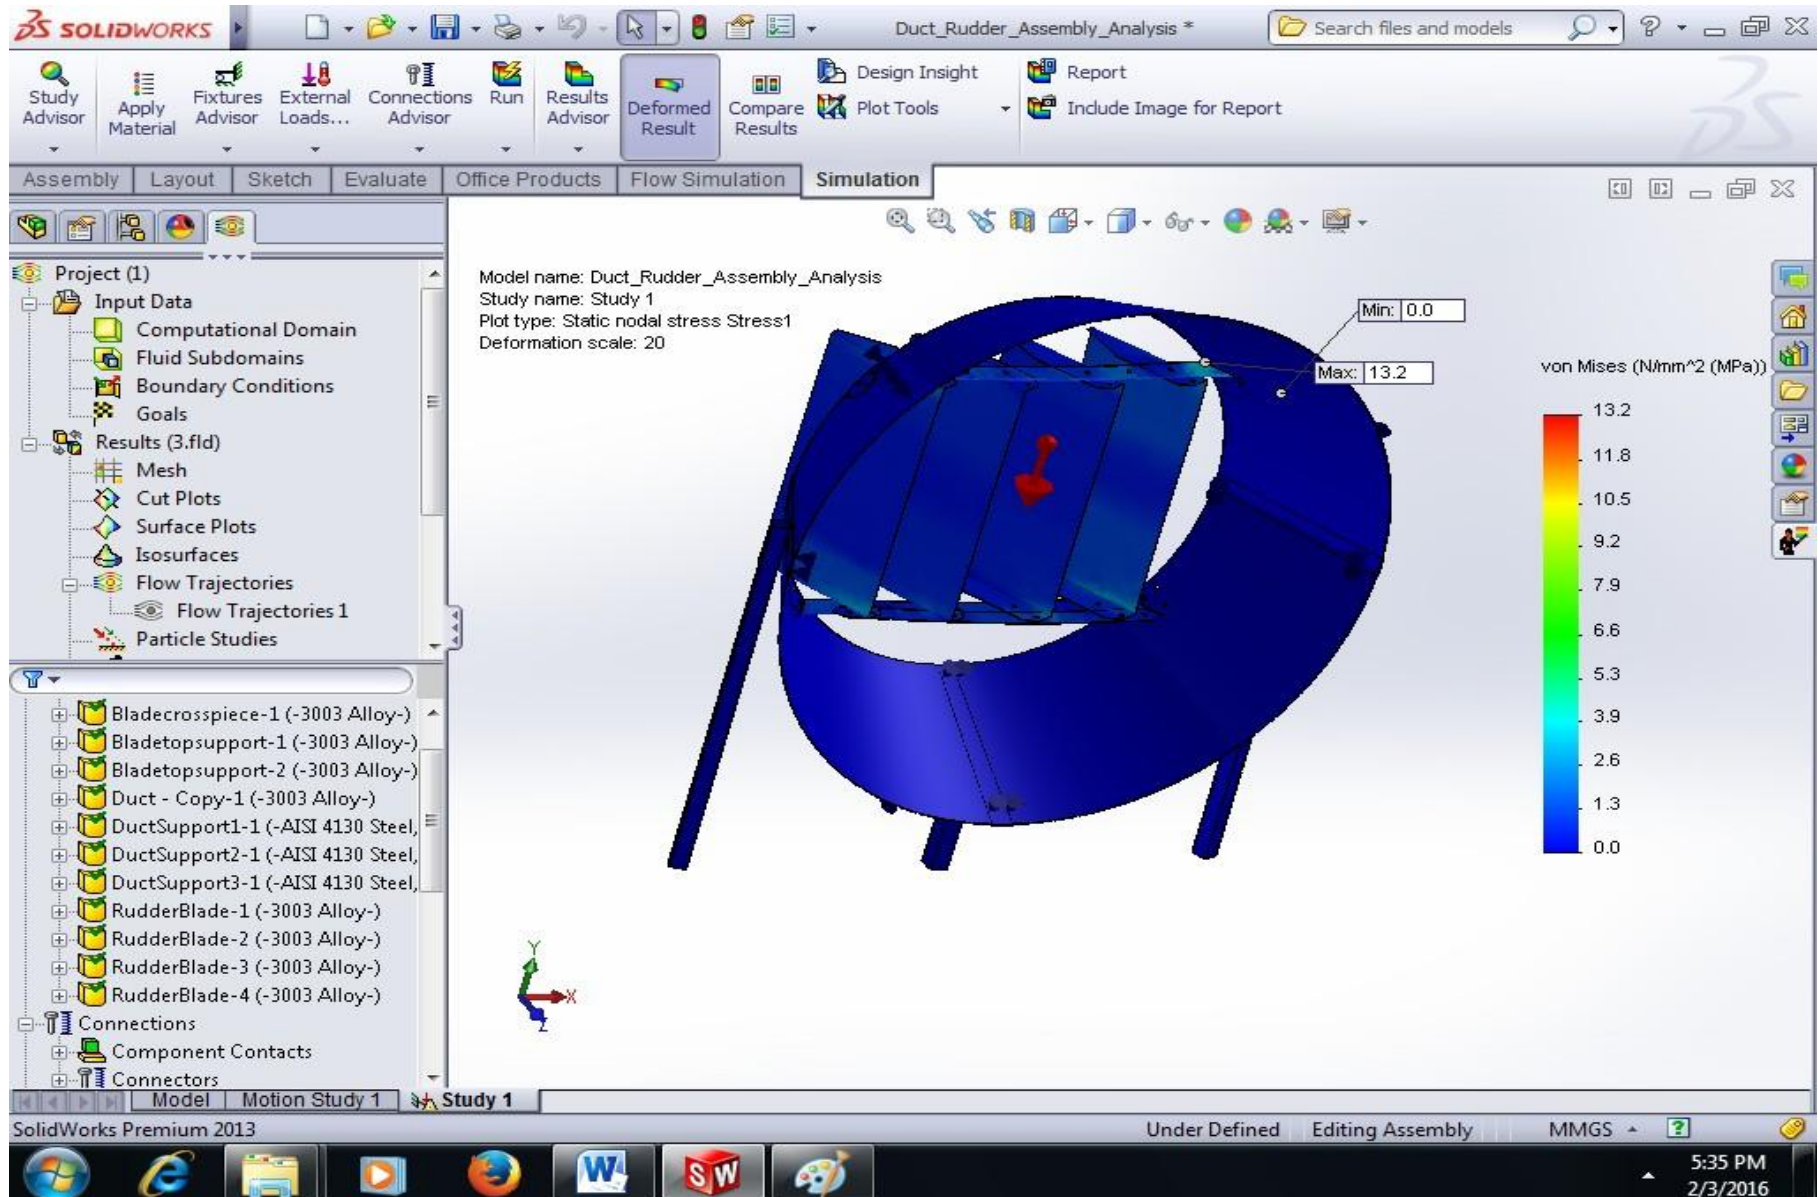 SOLIDWORKS
Duct_Rudder_Assembly_Analysis *
Search files and models
Study Advisor
Apply Material
Fixtures Advisor
External Loads...
Connections Advisor
Run
Results Advisor
Deformed Result
Compare Results
Design Insight
Plot Tools
Report
Include Image for Report
Assembly Layout Sketch Evaluate Office Products Flow Simulation Simulation
Project (1)
Input Data
Computational Domain
Fluid Subdomains
Boundary Conditions
Goals
Results (3.fld)
Mesh
Cut Plots
Surface Plots
Isosurfaces
Flow Trajectories
Flow Trajectories 1
Particle Studies
Bladecrosspiece-1 (-3003 Alloy-)
Bladetopsupport-1 (-3003 Alloy-)
Bladetopsupport-2 (-3003 Alloy-)
Duct - Copy-1 (-3003 Alloy-)
DuctSupport1-1 (-AISI 4130 Steel,
DuctSupport2-1 (-AISI 4130 Steel,
DuctSupport3-1 (-AISI 4130 Steel,
RudderBlade-1 (-3003 Alloy-)
RudderBlade-2 (-3003 Alloy-)
RudderBlade-3 (-3003 Alloy-)
RudderBlade-4 (-3003 Alloy-)
Connections
Component Contacts
Connectors
Model name: Duct_Rudder_Assembly_Analysis
Study name: Study 1
Plot type: Static nodal stress Stress1
Deformation scale: 20
Min: 0.0
Max: 13.2
von Mises (N/mm^2 (MPa))
13.2
11.8
10.5
9.2
7.9
6.6
5.3
3.9
2.6
1.3
0.0
Y
X
Z
Model Motion Study 1 Study 1
SolidWorks Premium 2013
Under Defined Editing Assembly MMGS
W
SW
5:35 PM
2/3/2016